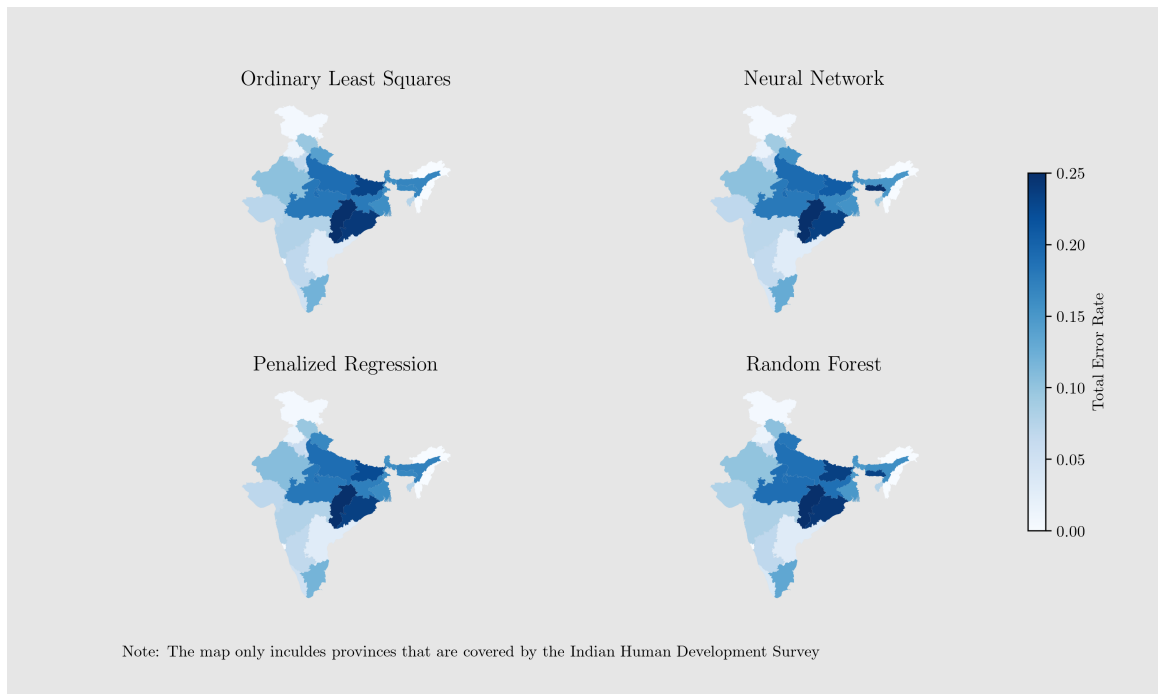 Ordinary Least Squares
Neural Network
Penalized Regression
Random Forest
0.25
0.20
0.15
0.10
0.05
0.00
Total Error Rate
Note: The map only inculdes provinces that are covered by the Indian Human Development Survey